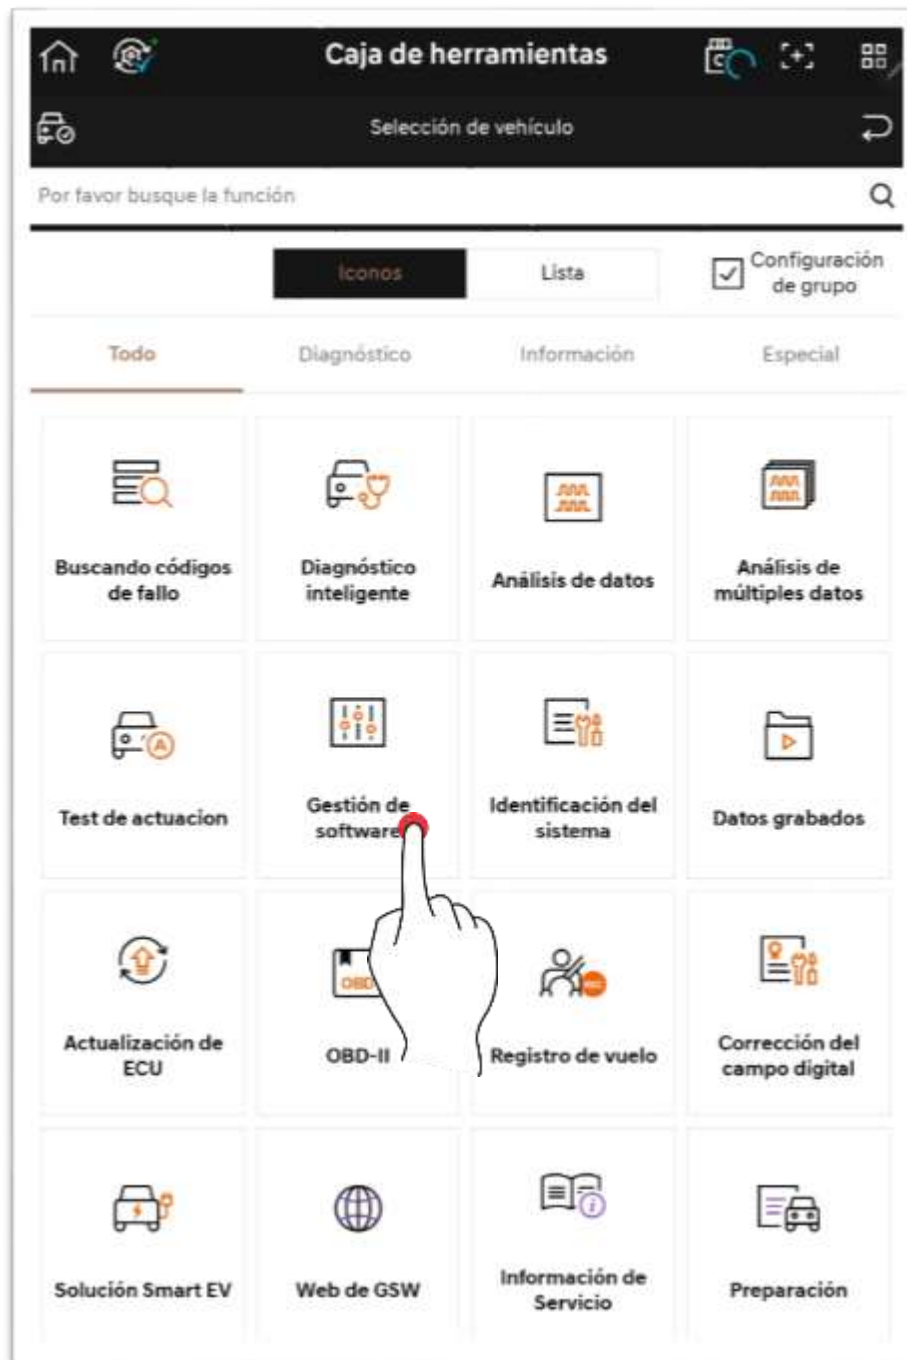 Caja de herramientas
Selección de vehículo
Por favor busque la función
Iconos
Lista
Configuración
de grupo
Todo
Diagnóstico
Información
Especial
Buscando códigos
de fallo
Diagnóstico
inteligente
Análisis de datos
Análisis de
múltiples datos
Test de actuacion
Gestión de
software
Identificación del
sistema
Datos grabados
Actualización de
ECU
OBD
OBD-II
REC
Registro de vuelo
Corrección del
campo digital
Solución Smart EV
Web de GSW
Información de
Servicio
Preparación